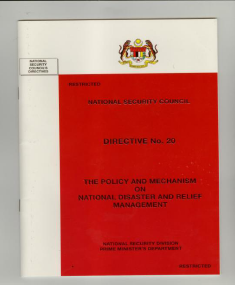 NATIONAL
SECURITY
COUNCIL'S
DIRECTIVES
RESTRICTED
NATIONAL SECURITY COUNCIL
DIRECTIVE No. 20
THE POLICY AND MECHANISM
ON
NATIONAL DISASTER AND RELIEF
MANAGEMENT
NATIONAL SECURITY DIVISION
PRIME MINISTER'S DEPARTMENT
RESTRICTED